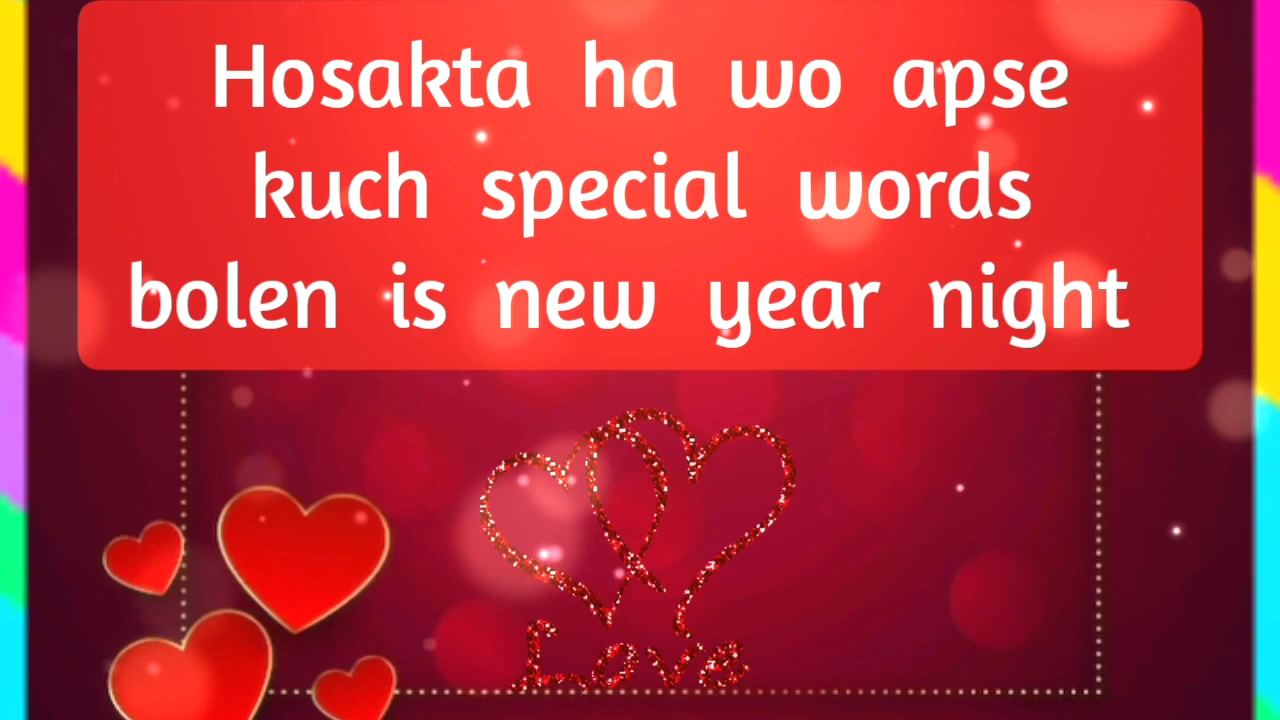 Hosakta ha wo apse
kuch special words
bolen is new year night
Love